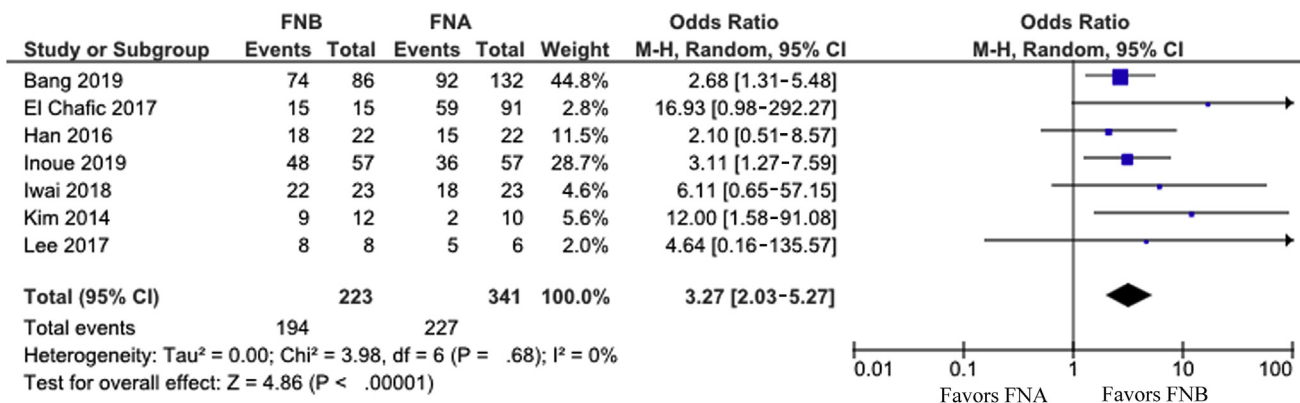 FNB FNA Odds Ratio Odds Ratio
Study or Subgroup Events Total Events Total Weight M-H, Random, 95% CI M-H, Random, 95% CI
Bang 2019 74 86 92 132 44.8% 2.68 [1.31-5.48]
El Chafic 2017 15 15 59 91 2.8% 16.93 [0.98-292.27]
Han 2016 18 22 15 22 11.5% 2.10 [0.51-8.57]
Inoue 2019 48 57 36 57 28.7% 3.11 [1.27-7.59]
Iwai 2018 22 23 18 23 4.6% 6.11 [0.65-57.15]
Kim 2014 9 12 2 10 5.6% 12.00 [1.58-91.08]
Lee 2017 8 8 5 6 2.0% 4.64 [0.16-135.57]
Total (95% CI) 223 341 100.0% 3.27 [2.03-5.27]
Total events 194 227
Heterogeneity: Tau² = 0.00; Chi² = 3.98, df = 6 (P = .68); I² = 0%
Test for overall effect: Z = 4.86 (P < .00001)
0.01 0.1 1 10 100
Favors FNA Favors FNB